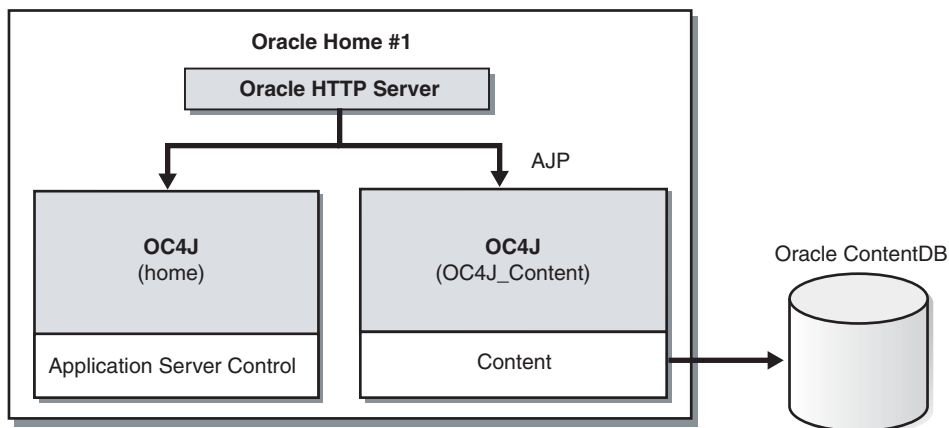 Oracle Home #1
Oracle HTTP Server
AJP
OC4J
(home)
Application Server Control
OC4J
(OC4J_Content)
Content
Oracle ContentDB